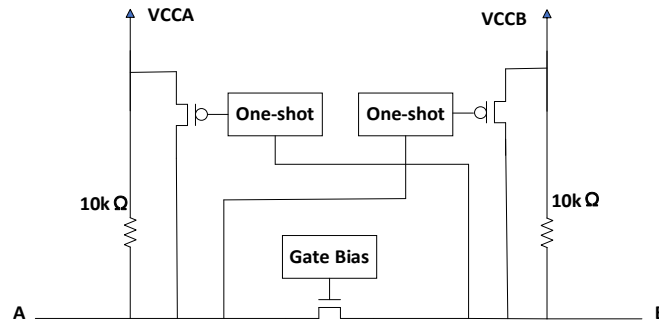 VCCA
VCCB
One-shot
One-shot
10k Ω
10k Ω
Gate Bias
A